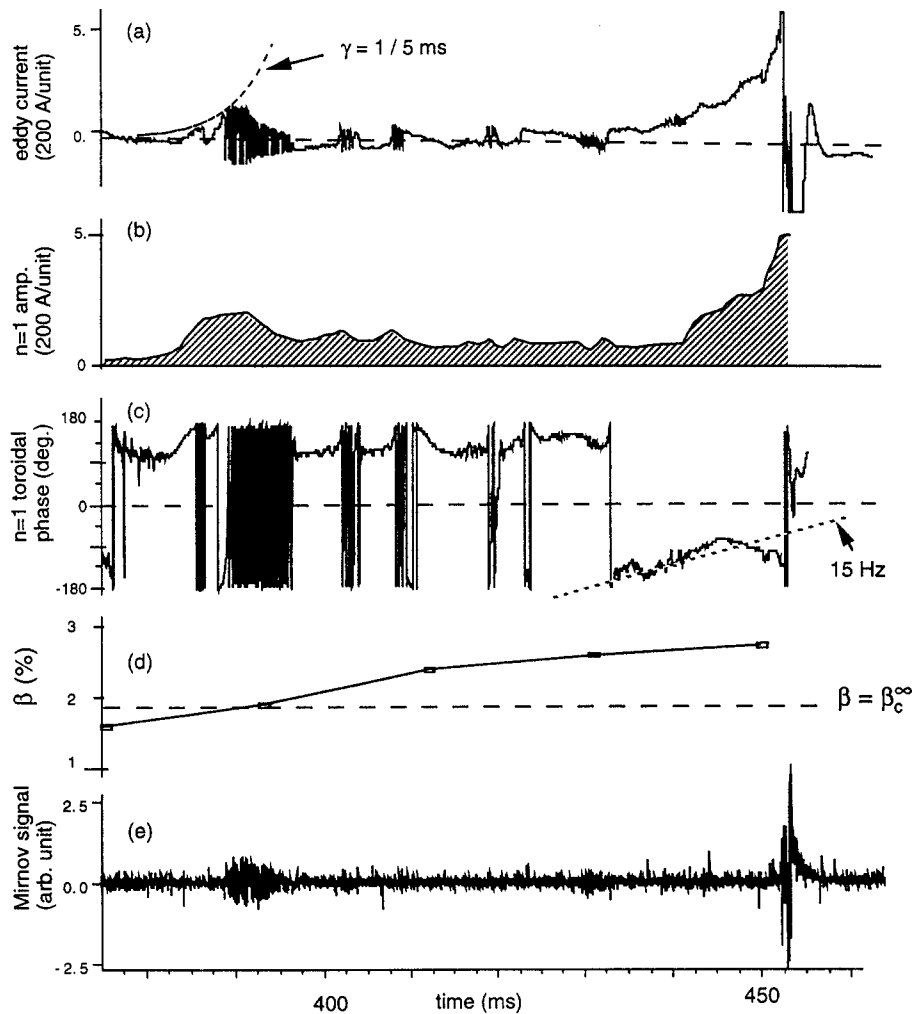 (a)
5.
0.
eddy current
(200 A/unit)
γ = 1 / 5 ms
(b)
5.
0
n=1 amp.
(200 A/unit)
(c)
180
0
-180
n=1 toroidal
phase (deg.)
15 Hz
(d)
3
2
1
β (%)
β = β_c^∞
(e)
2.5
0.0
-2.5
Mirnov signal
(arb. unit)
400
time (ms)
450